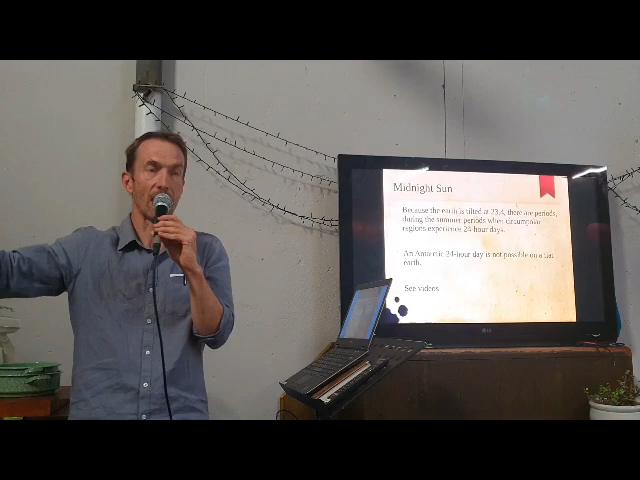 Midnight Sun
Because the earth is tilted at 23.4, there are periods,
during the summer periods when circumpolar
regions experience 24-hour days.
An Antarctic 24-hour day is not possible on a flat
earth.
See videos
LG